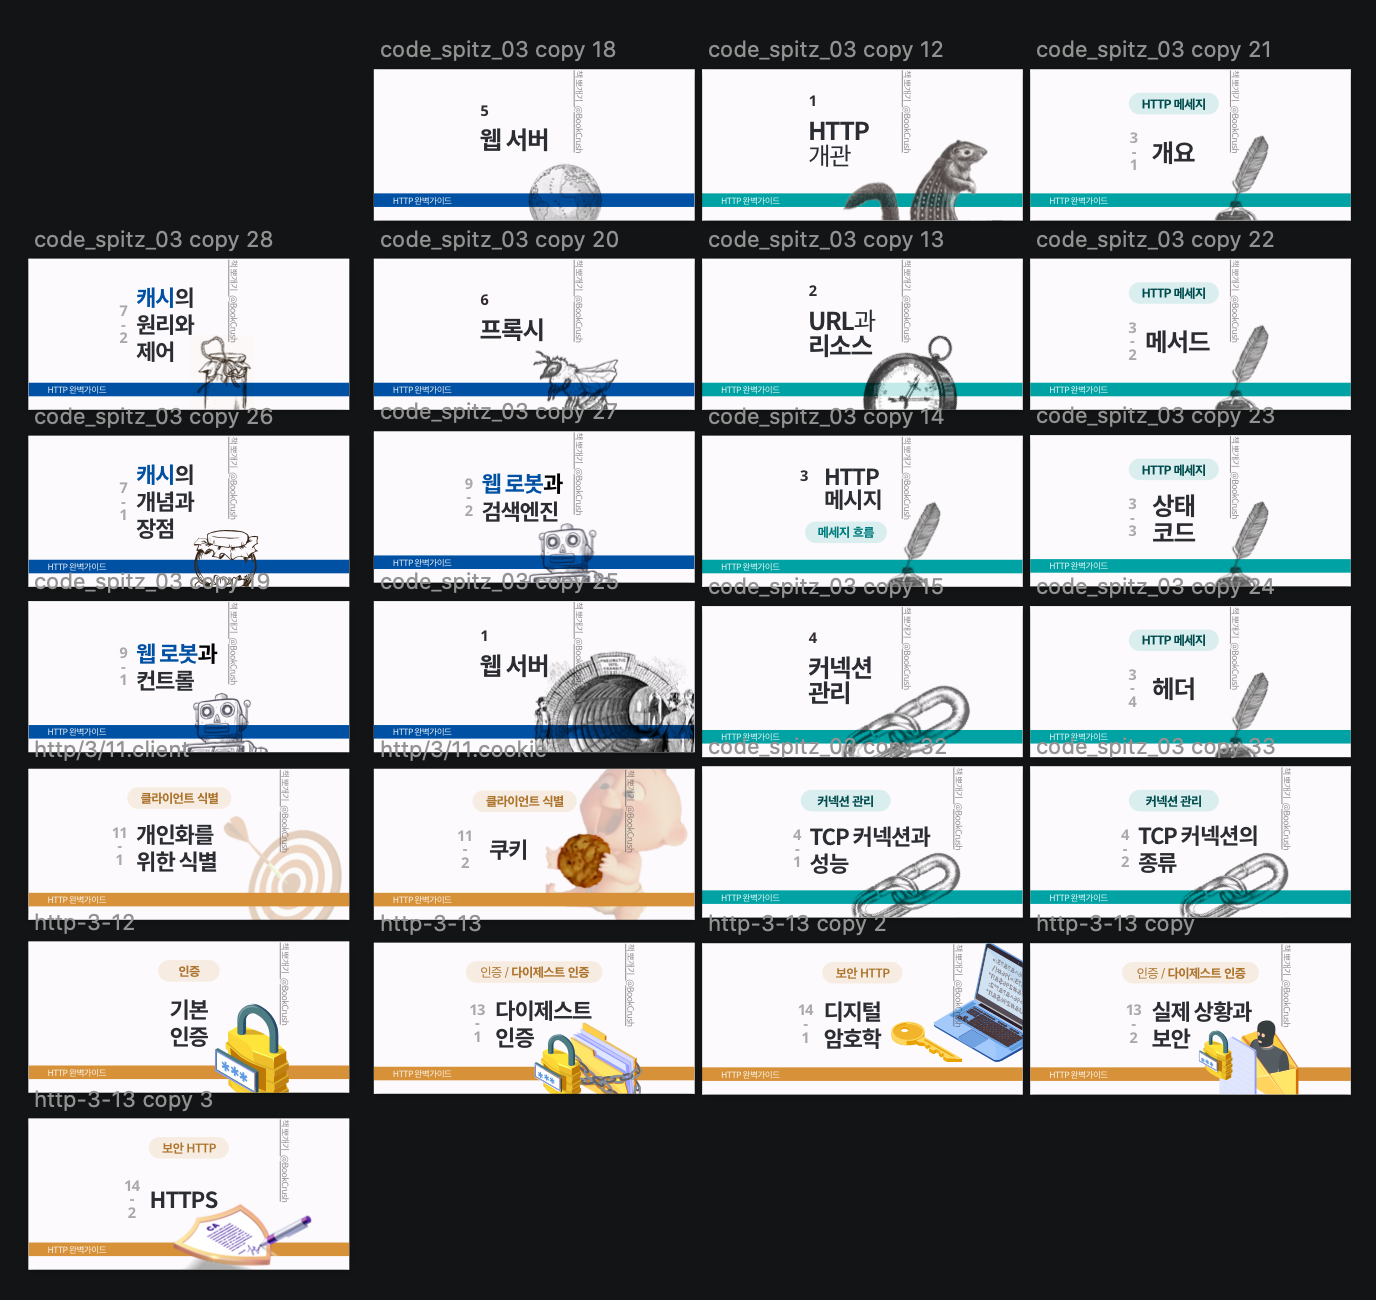 code_spitz_03 copy 18
5
웹 서버
책 뽀개기 @BookCrush
HTTP 완벽가이드
code_spitz_03 copy 12
1
HTTP
개관
책 뽀개기 @BookCrush
HTTP 완벽가이드
code_spitz_03 copy 21
HTTP 메세지
3
-
1
개요
책 뽀개기 @BookCrush
HTTP 완벽가이드
code_spitz_03 copy 28
7
-
2
캐시의
원리와
제어
책 뽀개기 @BookCrush
HTTP 완벽가이드
code_spitz_03 copy 20
6
프록시
책 뽀개기 @BookCrush
HTTP 완벽가이드
code_spitz_03 copy 13
2
URL과
리소스
책 뽀개기 @BookCrush
HTTP 완벽가이드
code_spitz_03 copy 22
HTTP 메세지
3
-
2
메서드
책 뽀개기 @BookCrush
HTTP 완벽가이드
code_spitz_03 copy 26
7
-
1
캐시의
개념과
장점
책 뽀개기 @BookCrush
HTTP 완벽가이드
code_spitz_03 copy 27
9
-
2
웹 로봇과
검색엔진
책 뽀개기 @BookCrush
HTTP 완벽가이드
code_spitz_03 copy 14
3
HTTP
메시지
메세지 흐름
책 뽀개기 @BookCrush
HTTP 완벽가이드
code_spitz_03 copy 23
HTTP 메세지
3
-
3
상태
코드
책 뽀개기 @BookCrush
HTTP 완벽가이드
code_spitz_03 copy 19
9
-
1
웹 로봇과
컨트롤
책 뽀개기 @BookCrush
HTTP 완벽가이드
code_spitz_03 copy 25
1
웹 서버
책 뽀개기 @BookCrush
PNEUMATIC
TRANSIT
HTTP 완벽가이드
code_spitz_03 copy 15
4
커넥션
관리
책 뽀개기 @BookCrush
HTTP 완벽가이드
code_spitz_03 copy 24
HTTP 메세지
3
-
4
헤더
책 뽀개기 @BookCrush
HTTP 완벽가이드
http/3/11.client
클라이언트 식별
11
-
1
개인화를
위한 식별
책 뽀개기 @BookCrush
HTTP 완벽가이드
http/3/11.cookie
클라이언트 식별
11
-
2
쿠키
책 뽀개기 @BookCrush
HTTP 완벽가이드
code_spitz_03 copy 32
커넥션 관리
4
-
1
TCP 커넥션과
성능
책 뽀개기 @BookCrush
HTTP 완벽가이드
code_spitz_03 copy 33
커넥션 관리
4
-
2
TCP 커넥션의
종류
책 뽀개기 @BookCrush
HTTP 완벽가이드
http-3-12
인증
기본
인증
책 뽀개기 @BookCrush
***
HTTP 완벽가이드
http-3-13
인증 / 다이제스트 인증
13
-
1
다이제스트
인증
책 뽀개기 @BookCrush
***
HTTP 완벽가이드
http-3-13 copy 2
보안 HTTP
14
-
1
디지털
암호학
책 뽀개기 @BookCrush
HTTP 완벽가이드
http-3-13 copy
인증 / 다이제스트 인증
13
-
2
실제 상황과
보안
책 뽀개기 @BookCrush
***
HTTP 완벽가이드
http-3-13 copy 3
보안 HTTP
14
-
2
HTTPS
책 뽀개기 @BookCrush
CA
HTTP 완벽가이드